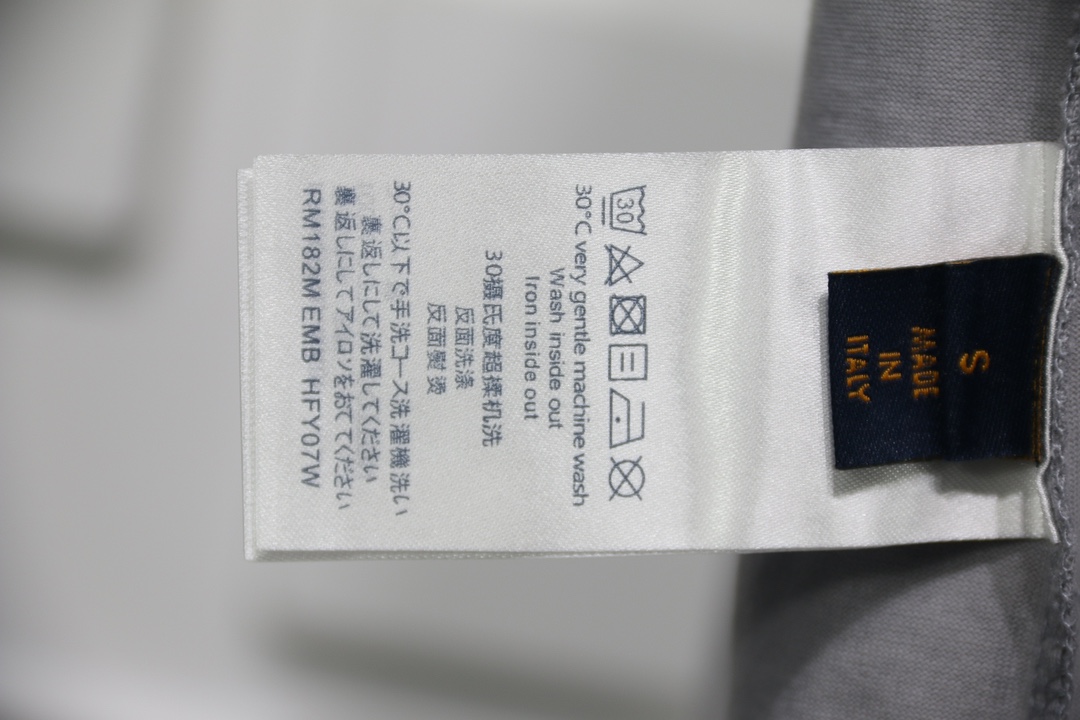 S
MADE
IN
ITALY
30
30°C very gentle machine wash
Wash inside out
Iron inside out
30摄氏度超揉机洗
反面洗涤
反面熨烫
30°C以下で手洗コース洗濯機洗い
裏返しにして洗濯してください
裏返しにしてアイロンをおててください
RM182M EMB HFY07W